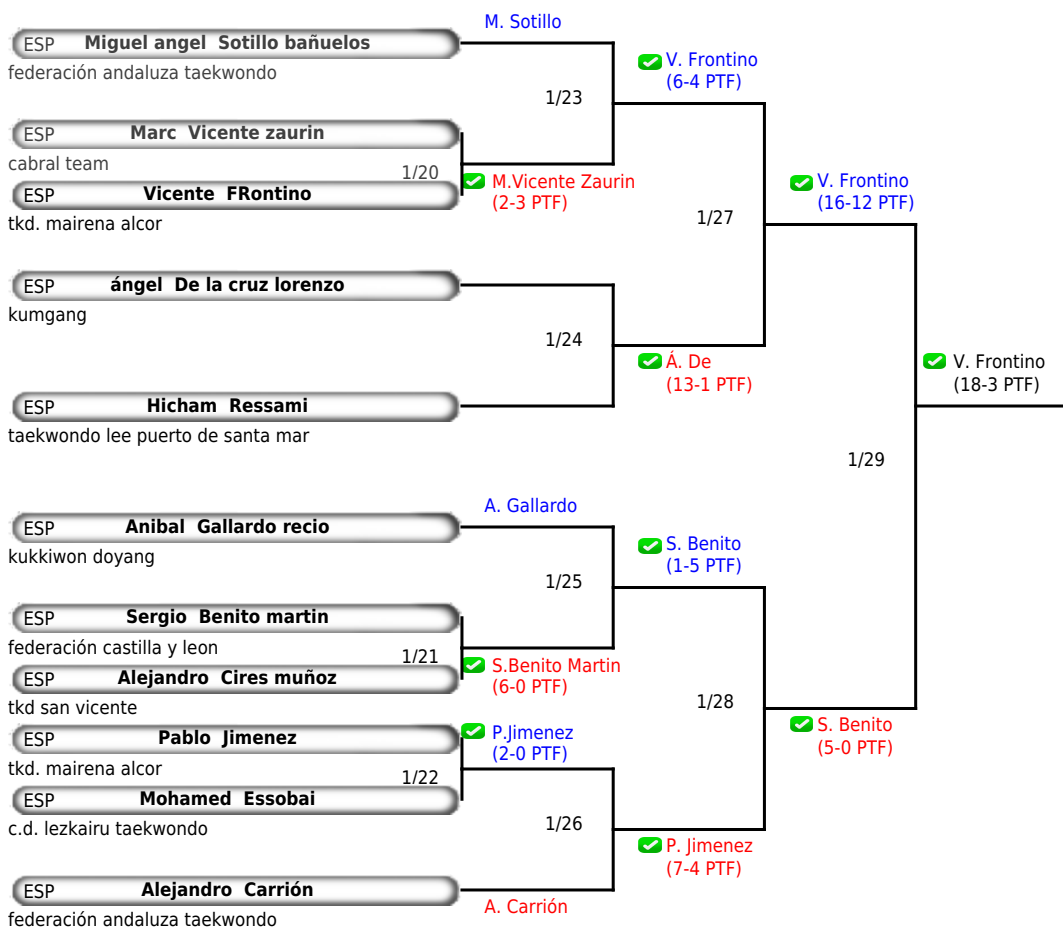 M. Sotillo
ESP Miguel angel Sotillo bañuelos
federación andaluza taekwondo
V. Frontino
(6-4 PTF)
1/23
ESP Marc Vicente zaurin
cabral team
1/20
M.Vicente Zaurin
(2-3 PTF)
ESP Vicente FRontino
tkd. mairena alcor
V. Frontino
(16-12 PTF)
1/27
ESP ángel De la cruz lorenzo
kumgang
1/24
Á. De
(13-1 PTF)
V. Frontino
(18-3 PTF)
ESP Hicham Ressami
taekwondo lee puerto de santa mar
1/29
A. Gallardo
ESP Anibal Gallardo recio
kukkiwon doyang
S. Benito
(1-5 PTF)
1/25
ESP Sergio Benito martin
federación castilla y leon
1/21
S.Benito Martin
(6-0 PTF)
ESP Alejandro Cires muñoz
tkd san vicente
1/28
S. Benito
(5-0 PTF)
ESP Pablo Jimenez
P.Jimenez
(2-0 PTF)
tkd. mairena alcor
1/22
ESP Mohamed Essobai
c.d. lezkairu taekwondo
1/26
P. Jimenez
(7-4 PTF)
ESP Alejandro Carrión
A. Carrión
federación andaluza taekwondo